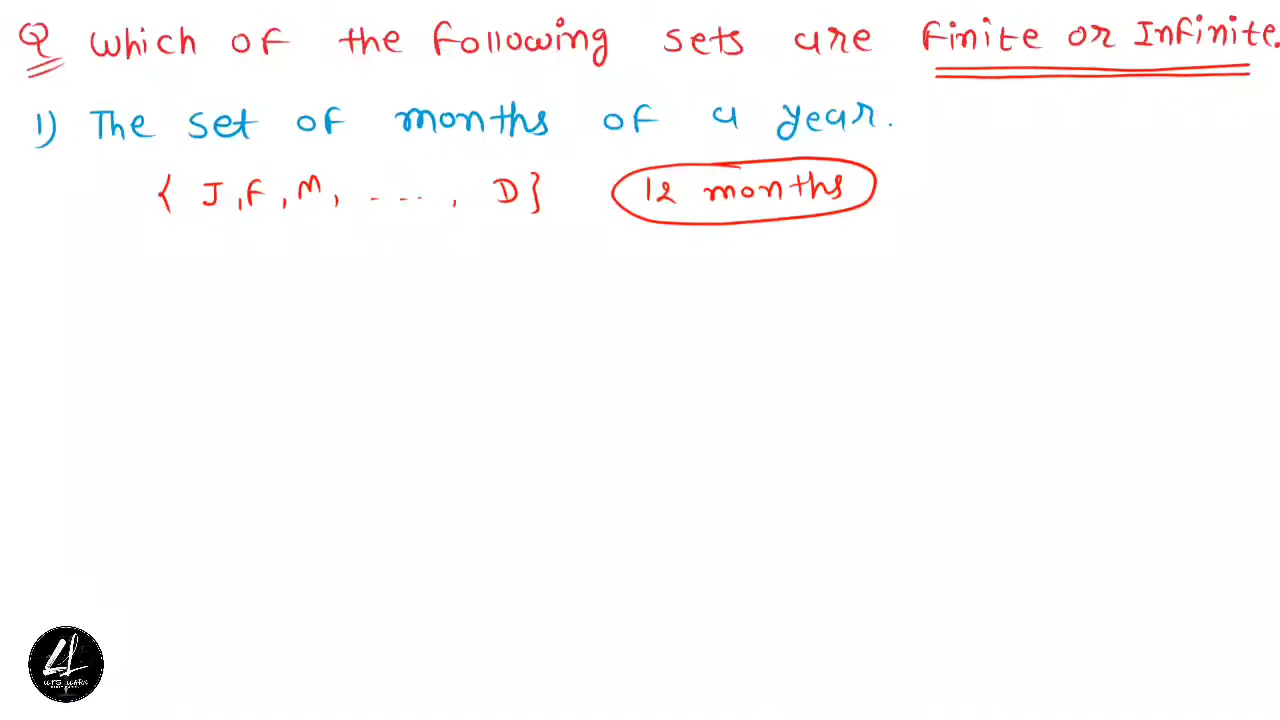 Q Which of the following sets are Finite or Infinite.
1) The set of months of a year.
{ J, F, M, ...., D} 12 months